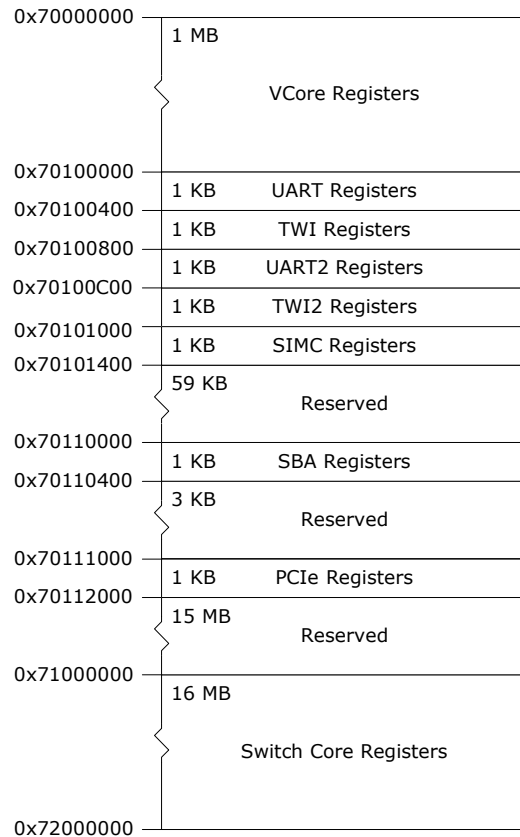 0x70000000
1 MB
VCore Registers
0x70100000
1 KB UART Registers
0x70100400
1 KB TWI Registers
0x70100800
1 KB UART2 Registers
0x70100C00
1 KB TWI2 Registers
0x70101000
1 KB SIMC Registers
0x70101400
59 KB
Reserved
0x70110000
1 KB SBA Registers
0x70110400
3 KB
Reserved
0x70111000
1 KB PCIe Registers
0x70112000
15 MB
Reserved
0x71000000
16 MB
Switch Core Registers
0x72000000